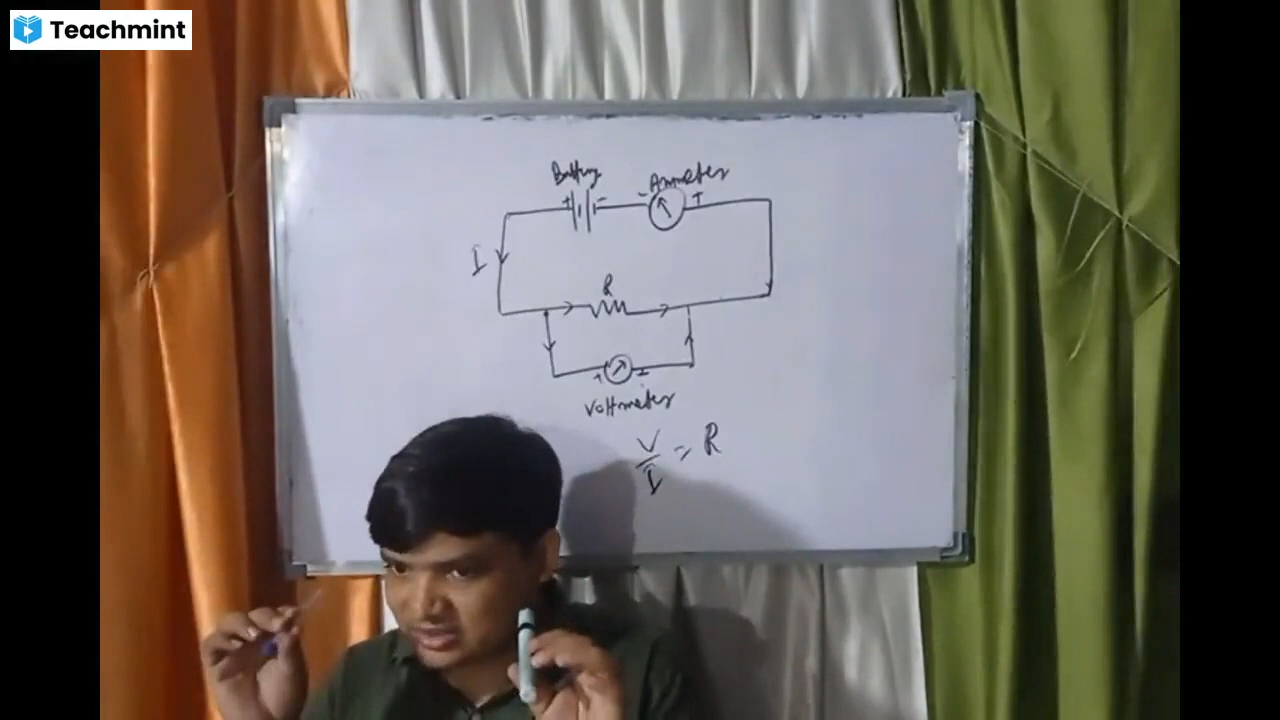 Teachmint
Battery
Ammeter
+ - - +
I
R
+ -
Voltmeter
V/I = R